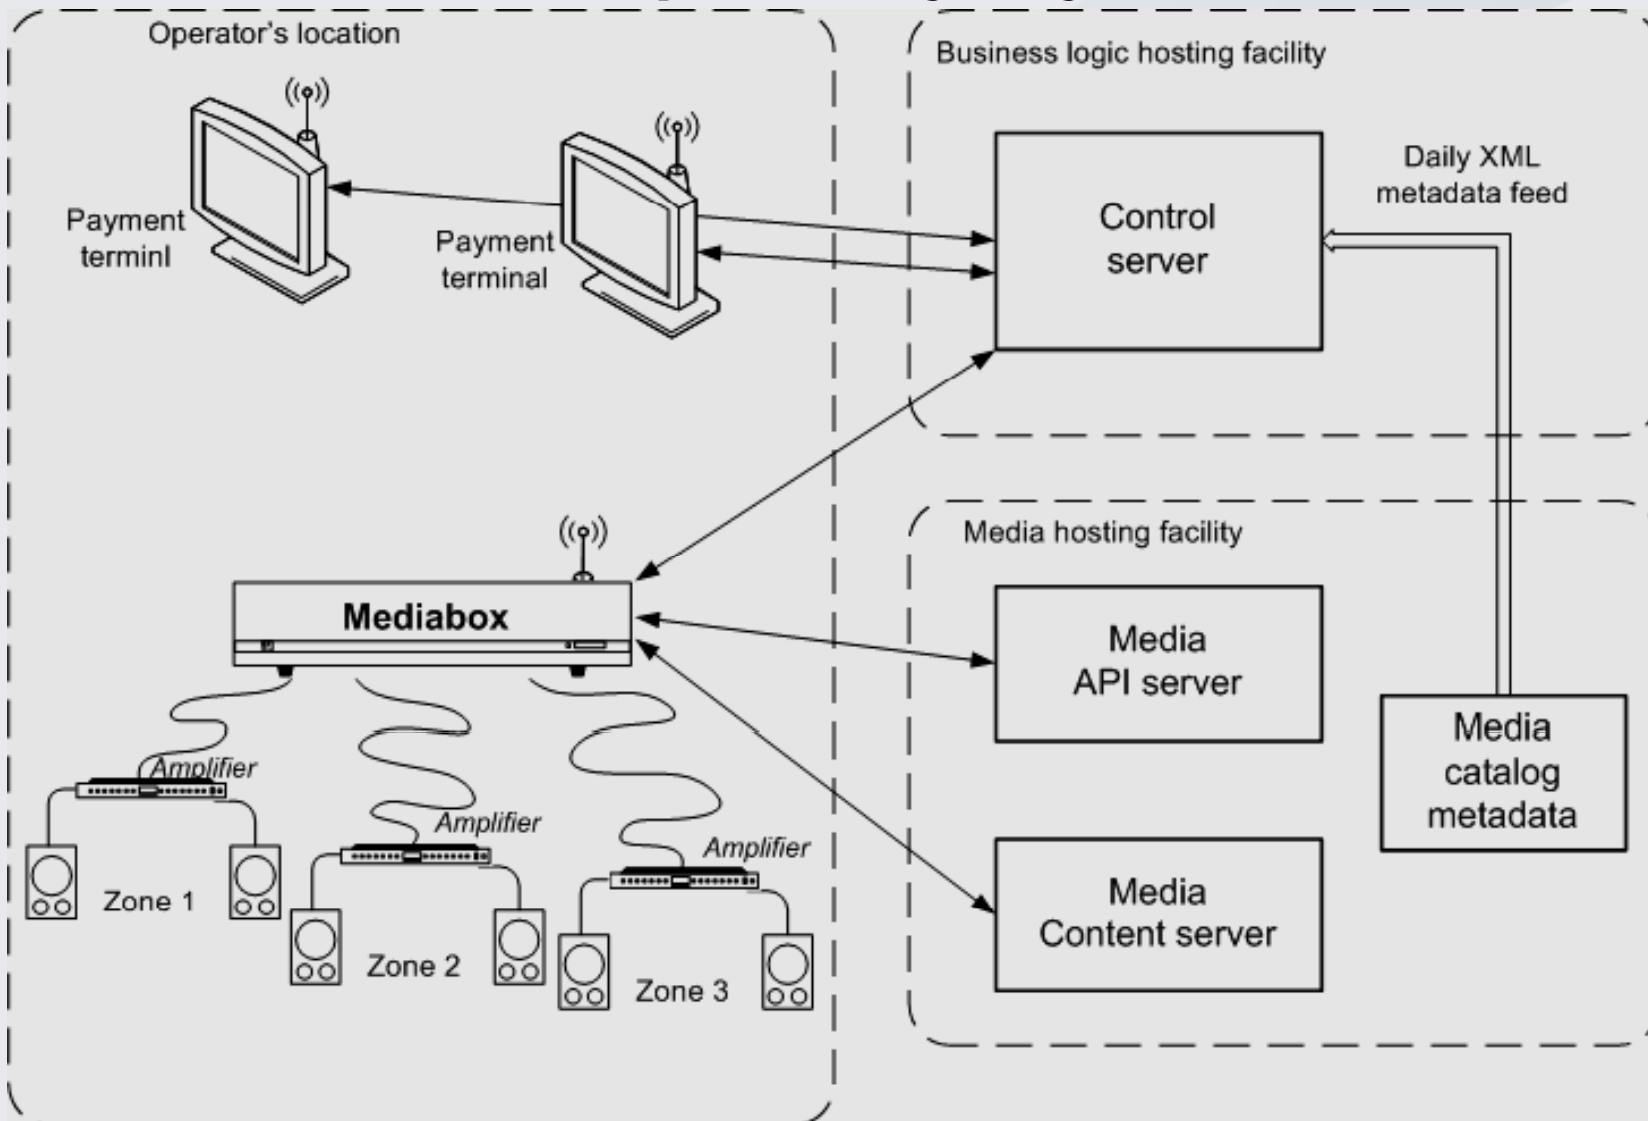 Operator's location
Business logic hosting facility
Payment
terminl
Payment
terminal
Control
server
Daily XML
metadata feed
Mediabox
Media hosting facility
Media
API server
Media
catalog
metadata
Media
Content server
Amplifier
Zone 1
Amplifier
Zone 2
Amplifier
Zone 3